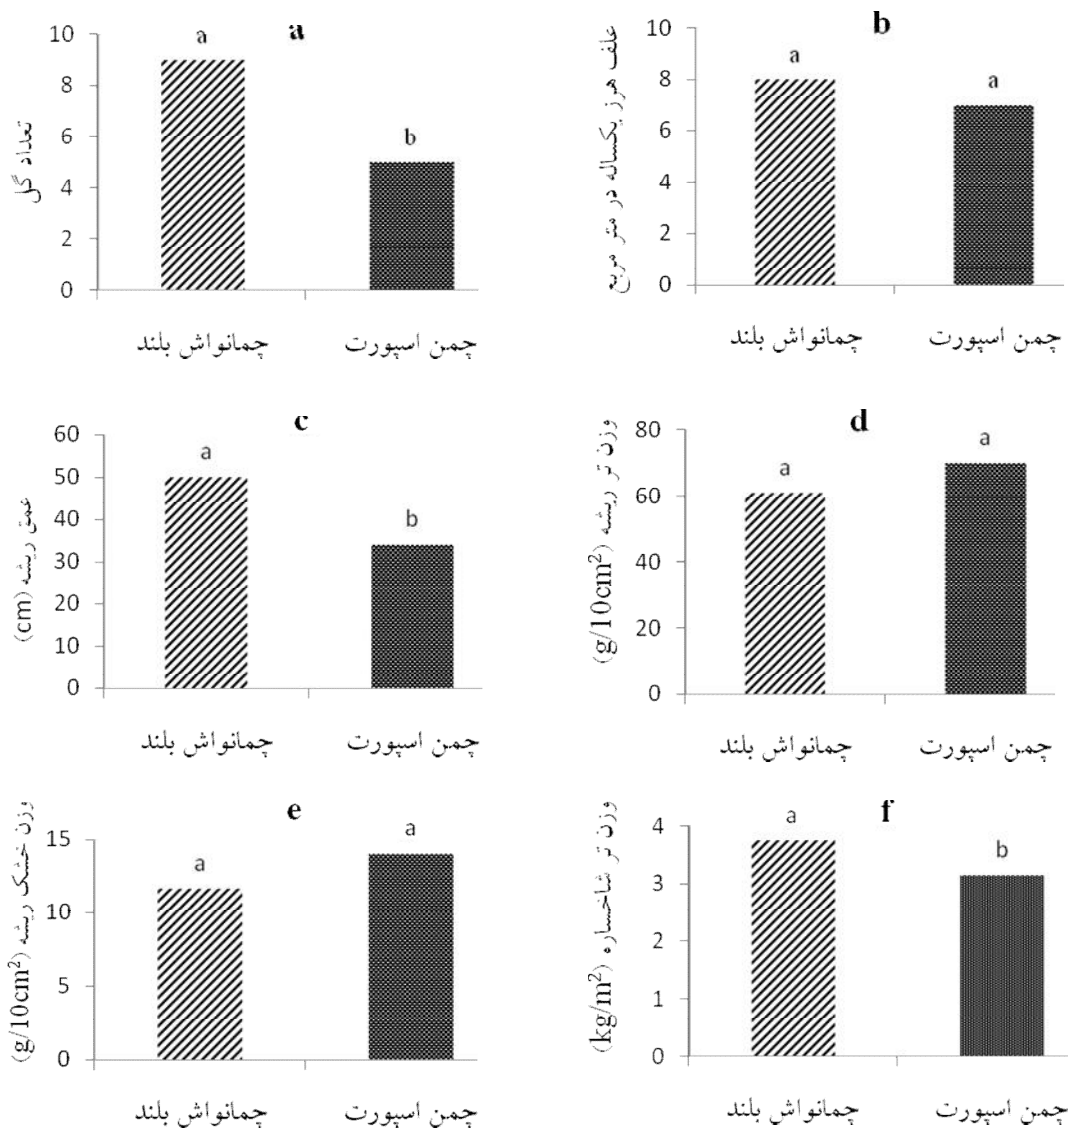 a
تعداد گل
10
8
6
4
2
0
a
b
چمانواش بلند
چمن اسپورت
b
علف هرز یکساله در متر مربع
10
8
6
4
2
0
a
a
چمانواش بلند
چمن اسپورت
c
عمق ریشه (cm)
60
50
40
30
20
10
0
a
b
چمانواش بلند
چمن اسپورت
d
وزن تر ریشه (g/10cm²)
80
60
40
20
0
a
a
چمانواش بلند
چمن اسپورت
e
وزن خشک ریشه (g/10cm²)
15
10
5
0
a
a
چمانواش بلند
چمن اسپورت
f
وزن تر شاخساره (kg/m²)
4
3
2
1
0
a
b
چمانواش بلند
چمن اسپورت